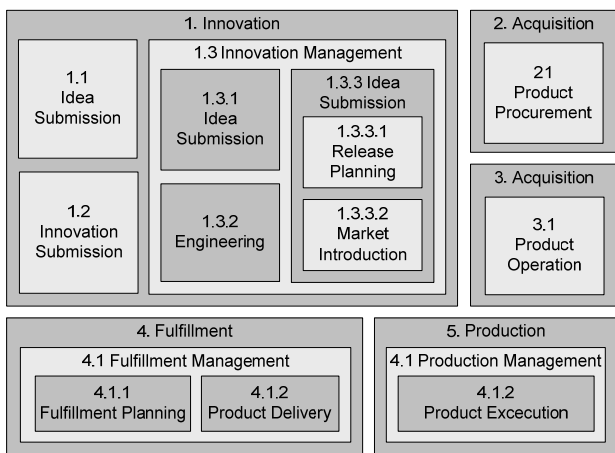 1. Innovation
1.1
Idea
Submission
1.2
Innovation
Submission
1.3 Innovation Management
1.3.1
Idea
Submission
1.3.2
Engineering
1.3.3 Idea
Submission
1.3.3.1
Release
Planning
1.3.3.2
Market
Introduction
2. Acquisition
21
Product
Procurement
3. Acquisition
3.1
Product
Operation
4. Fulfillment
4.1 Fulfillment Management
4.1.1
Fulfillment Planning
4.1.2
Product Delivery
5. Production
4.1 Production Management
4.1.2
Product Excecution